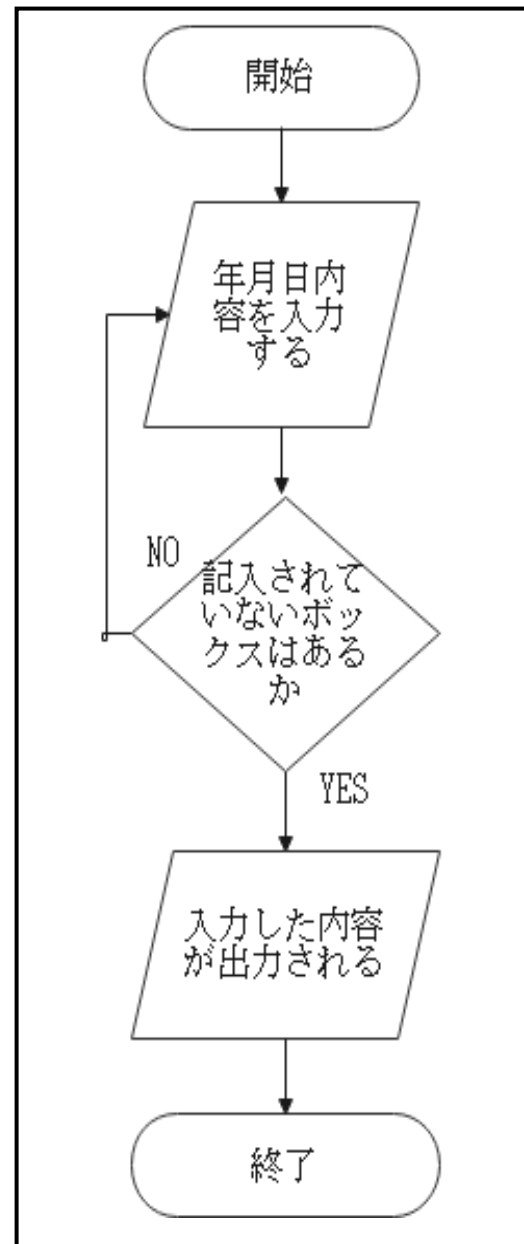 開始
年月日内
容を入力
する
NO
記入されて
いないボッ
クスはある
か
YES
入力した内容
が出力される
終了